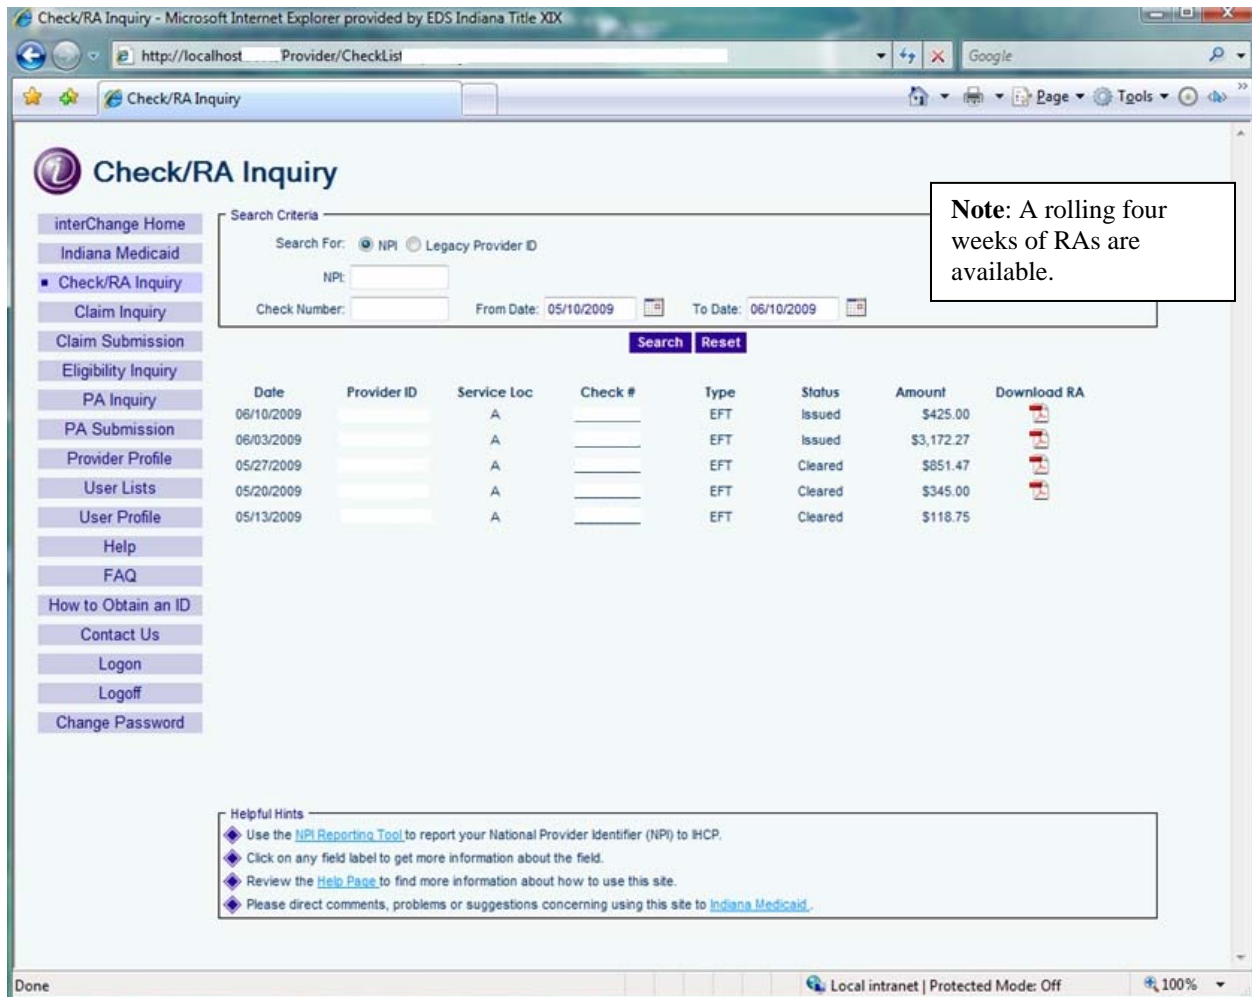 Check/RA Inquiry - Microsoft Internet Explorer provided by EDS Indiana Title XIX
http://localhost Provider/CheckList
Google
Check/RA Inquiry
Page
Tools
Check/RA Inquiry
Note: A rolling four
weeks of RAs are
available.
interChange Home
Indiana Medicaid
Check/RA Inquiry
Claim Inquiry
Claim Submission
Eligibility Inquiry
PA Inquiry
PA Submission
Provider Profile
User Lists
User Profile
Help
FAQ
How to Obtain an ID
Contact Us
Logon
Logoff
Change Password
Search Criteria
Search For: NPI Legacy Provider ID
NPI:
Check Number: From Date: 05/10/2009 To Date: 06/10/2009
Search Reset
Date Provider ID Service Loc Check # Type Status Amount Download RA
06/10/2009 A EFT Issued $425.00
06/03/2009 A EFT Issued $3,172.27
05/27/2009 A EFT Cleared $851.47
05/20/2009 A EFT Cleared $345.00
05/13/2009 A EFT Cleared $118.75
Helpful Hints
Use the NPI Reporting Tool to report your National Provider Identifier (NPI) to IHCP.
Click on any field label to get more information about the field.
Review the Help Page to find more information about how to use this site.
Please direct comments, problems or suggestions concerning using this site to Indiana Medicaid .
Done
Local intranet | Protected Mode: Off
100%